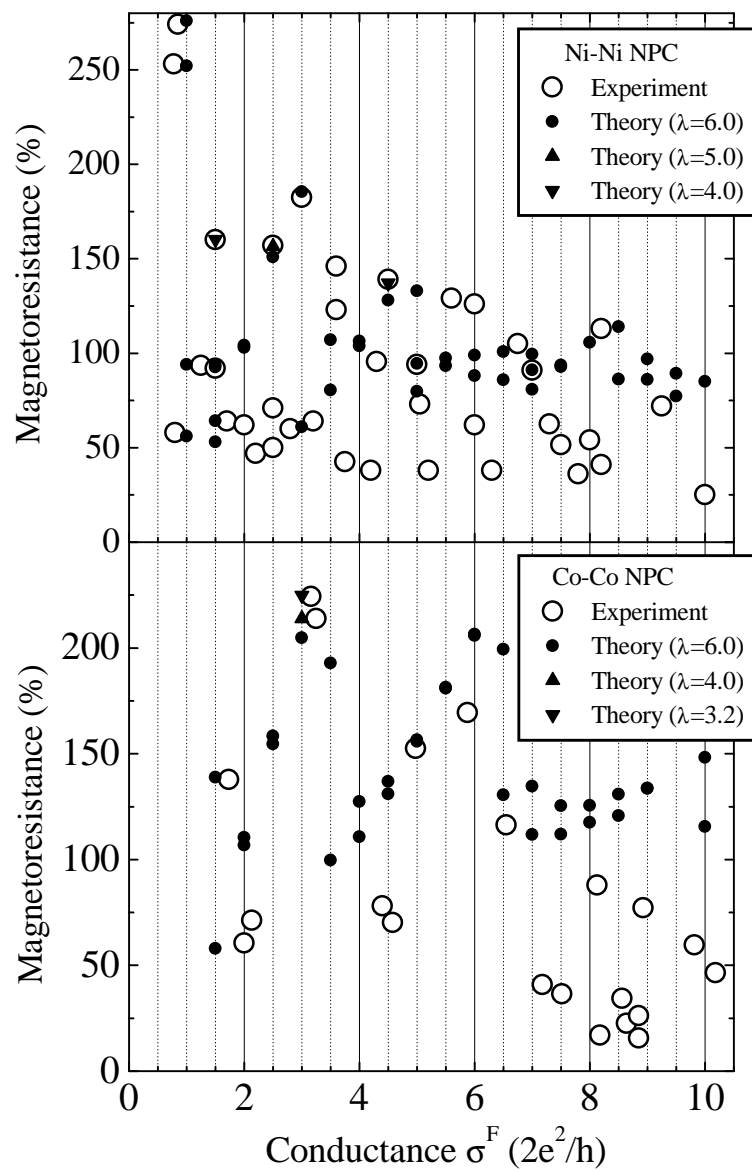 250
200
150
100
50
0
Magnetoresistance (%)
Ni-Ni NPC
Experiment
Theory (λ=6.0)
Theory (λ=5.0)
Theory (λ=4.0)
200
150
100
50
0
Magnetoresistance (%)
Co-Co NPC
Experiment
Theory (λ=6.0)
Theory (λ=4.0)
Theory (λ=3.2)
0 2 4 6 8 10
Conductance σ^F (2e²/h)